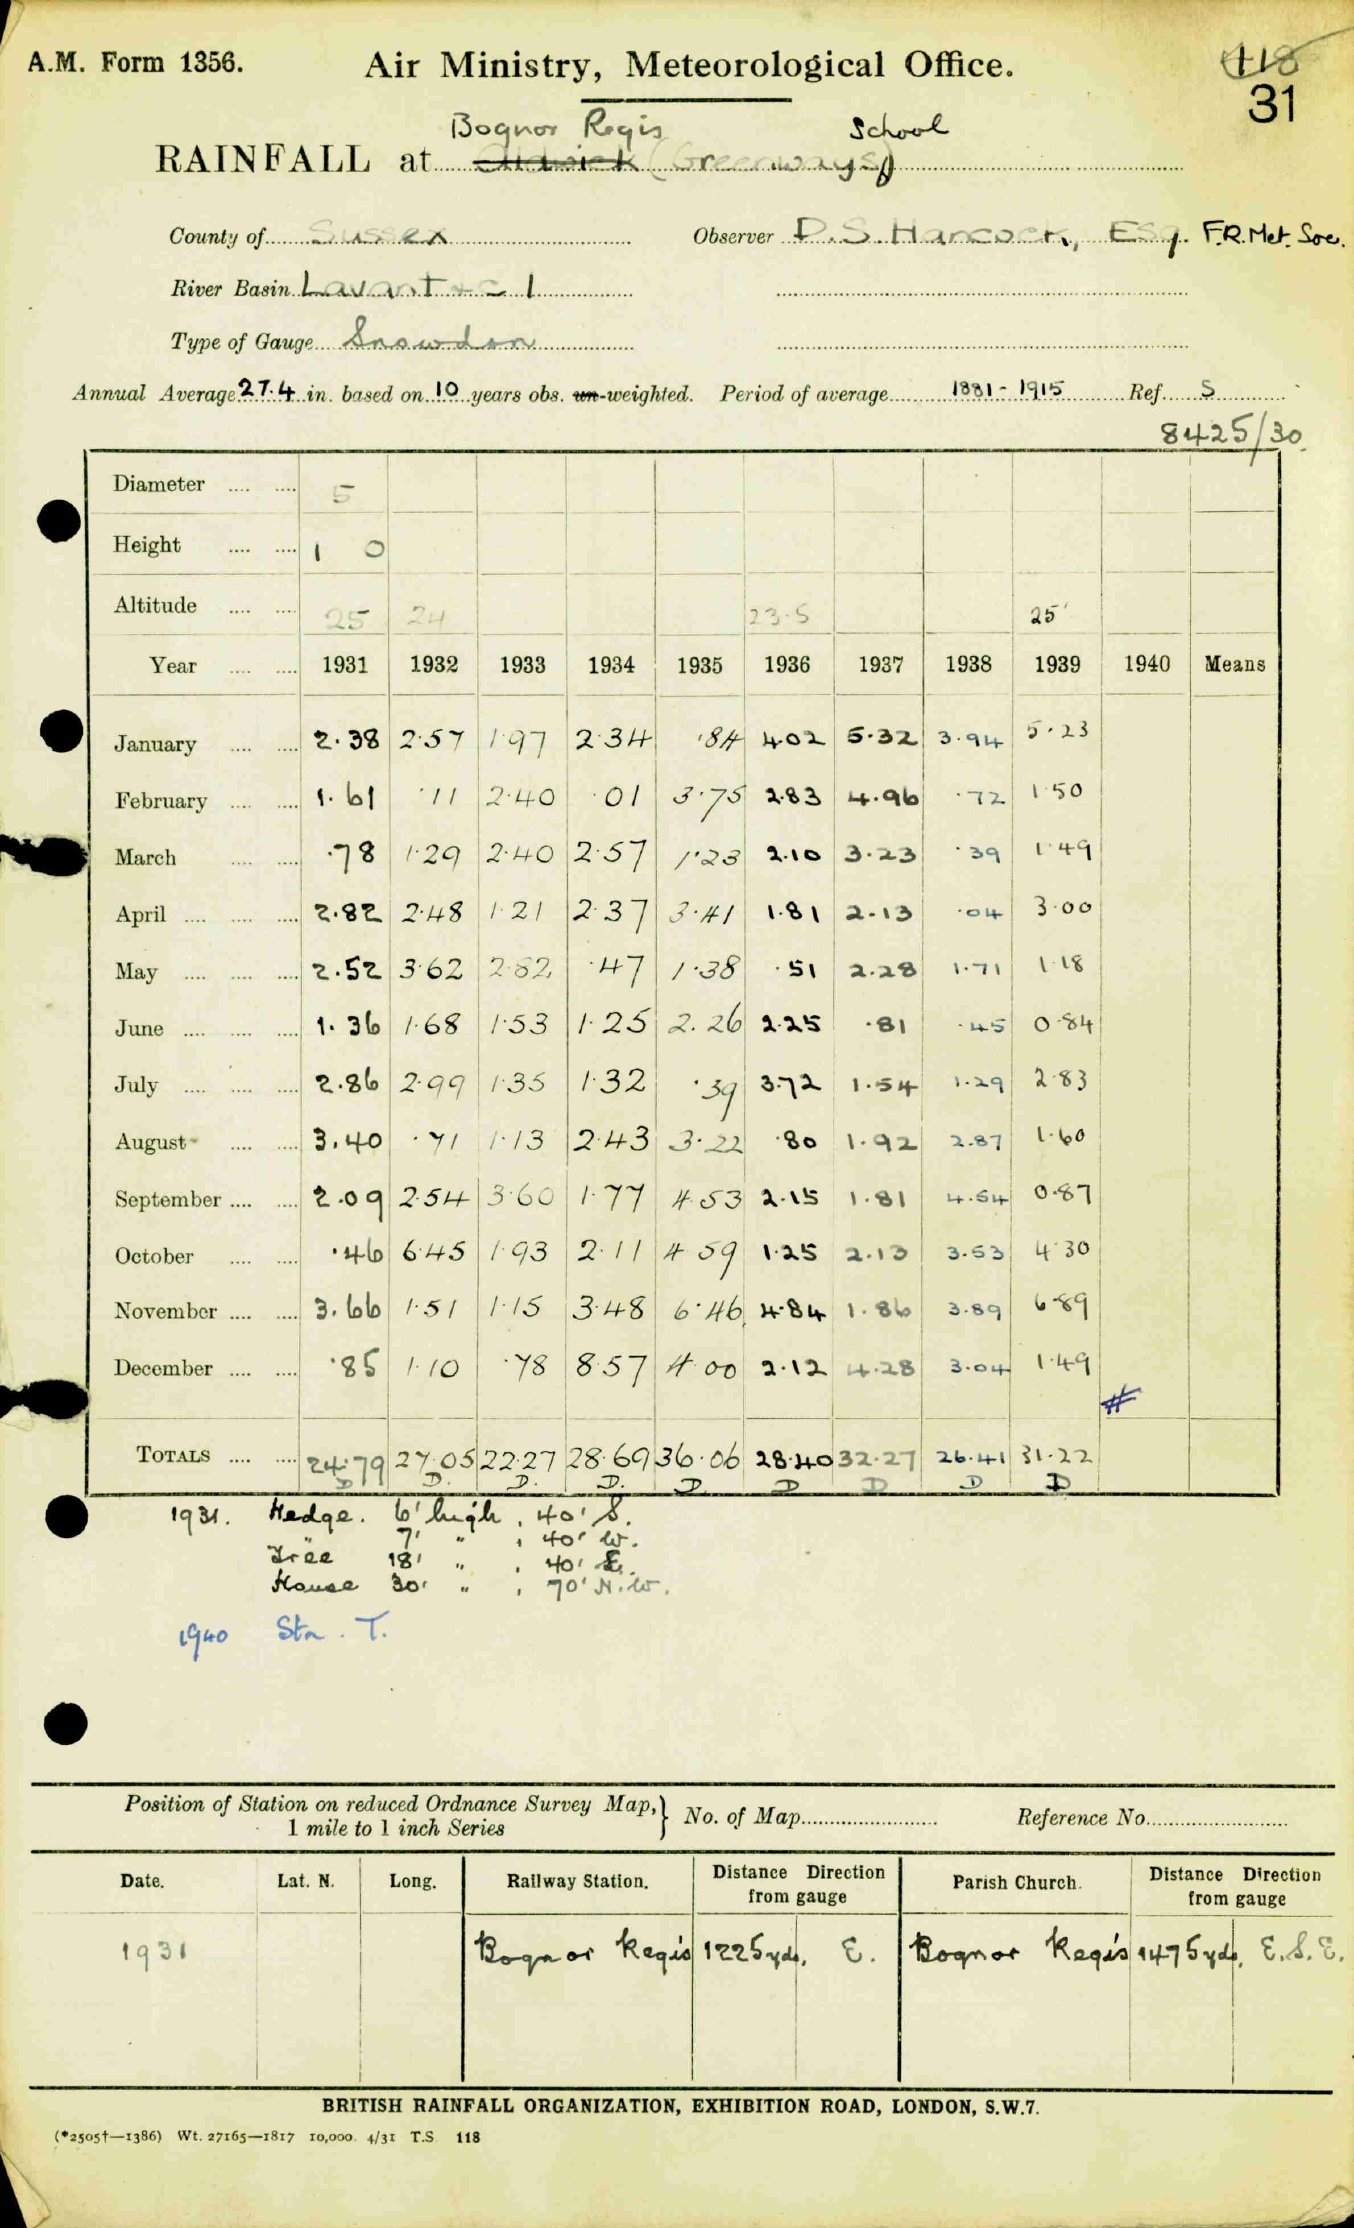 A.M. Form 1356.
Air Ministry, Meteorological Office.
118
31
Bognor Regis School
RAINFALL at Aldwick (Greenways)
County of Sussex Observer D.S. Hancock, Esq. F.R.Met.Soc.
River Basin Lavant &c 1
Type of Gauge Snowdon
Annual Average 27.4 in. based on 10 years obs. un-weighted. Period of average 1881-1915 Ref. S
8425/30
Diameter 5
Height 1 0
Altitude 25 24 23.5 25'
Year 1931 1932 1933 1934 1935 1936 1937 1938 1939 1940 Means
January 2.38 2.57 1.97 2.34 .84 4.02 5.32 3.94 5.23
February 1.61 .11 2.40 .01 3.75 2.83 4.96 .72 1.50
March .78 1.29 2.40 2.57 1.23 2.10 3.23 .39 1.49
April 2.82 2.48 1.21 2.37 3.41 1.81 2.13 .04 3.00
May 2.52 3.62 2.82 .47 1.38 .51 2.28 1.71 1.18
June 1.36 1.68 1.53 1.25 2.26 2.25 .81 .45 0.84
July 2.86 2.99 1.35 1.32 .39 3.72 1.54 1.29 2.83
August 3.40 .71 1.13 2.43 3.22 .80 1.92 2.87 1.60
September 2.09 2.54 3.60 1.77 4.53 2.15 1.81 4.54 0.87
October .46 6.45 1.93 2.11 4.59 1.25 2.13 3.53 4.30
November 3.66 1.51 1.15 3.48 6.46 4.84 1.86 3.89 6.89
December .85 1.10 .78 8.57 4.00 2.12 4.28 3.04 1.49
#
TOTALS 24.79 27.05 22.27 28.69 36.06 28.40 32.27 26.41 31.22
D D. D. D. D D D D D
1931. Hedge. 6' high, 40' S.
7' " , 40' W.
Tree 18' " , 40' E.
House 30' " , 70' N.W.
1940 Stn. T.
Position of Station on reduced Ordnance Survey Map,} No. of Map Reference No.
1 mile to 1 inch Series
Date. Lat. N. Long. Railway Station. Distance Direction from gauge Parish Church. Distance Direction from gauge
1931 Bognor Regis 1225 yds. E. Bognor Regis 1475 yds. E.S.E.
BRITISH RAINFALL ORGANIZATION, EXHIBITION ROAD, LONDON, S.W.7.
(*2505†—1386) Wt. 27165—1817 10,000 4/31 T.S. 118